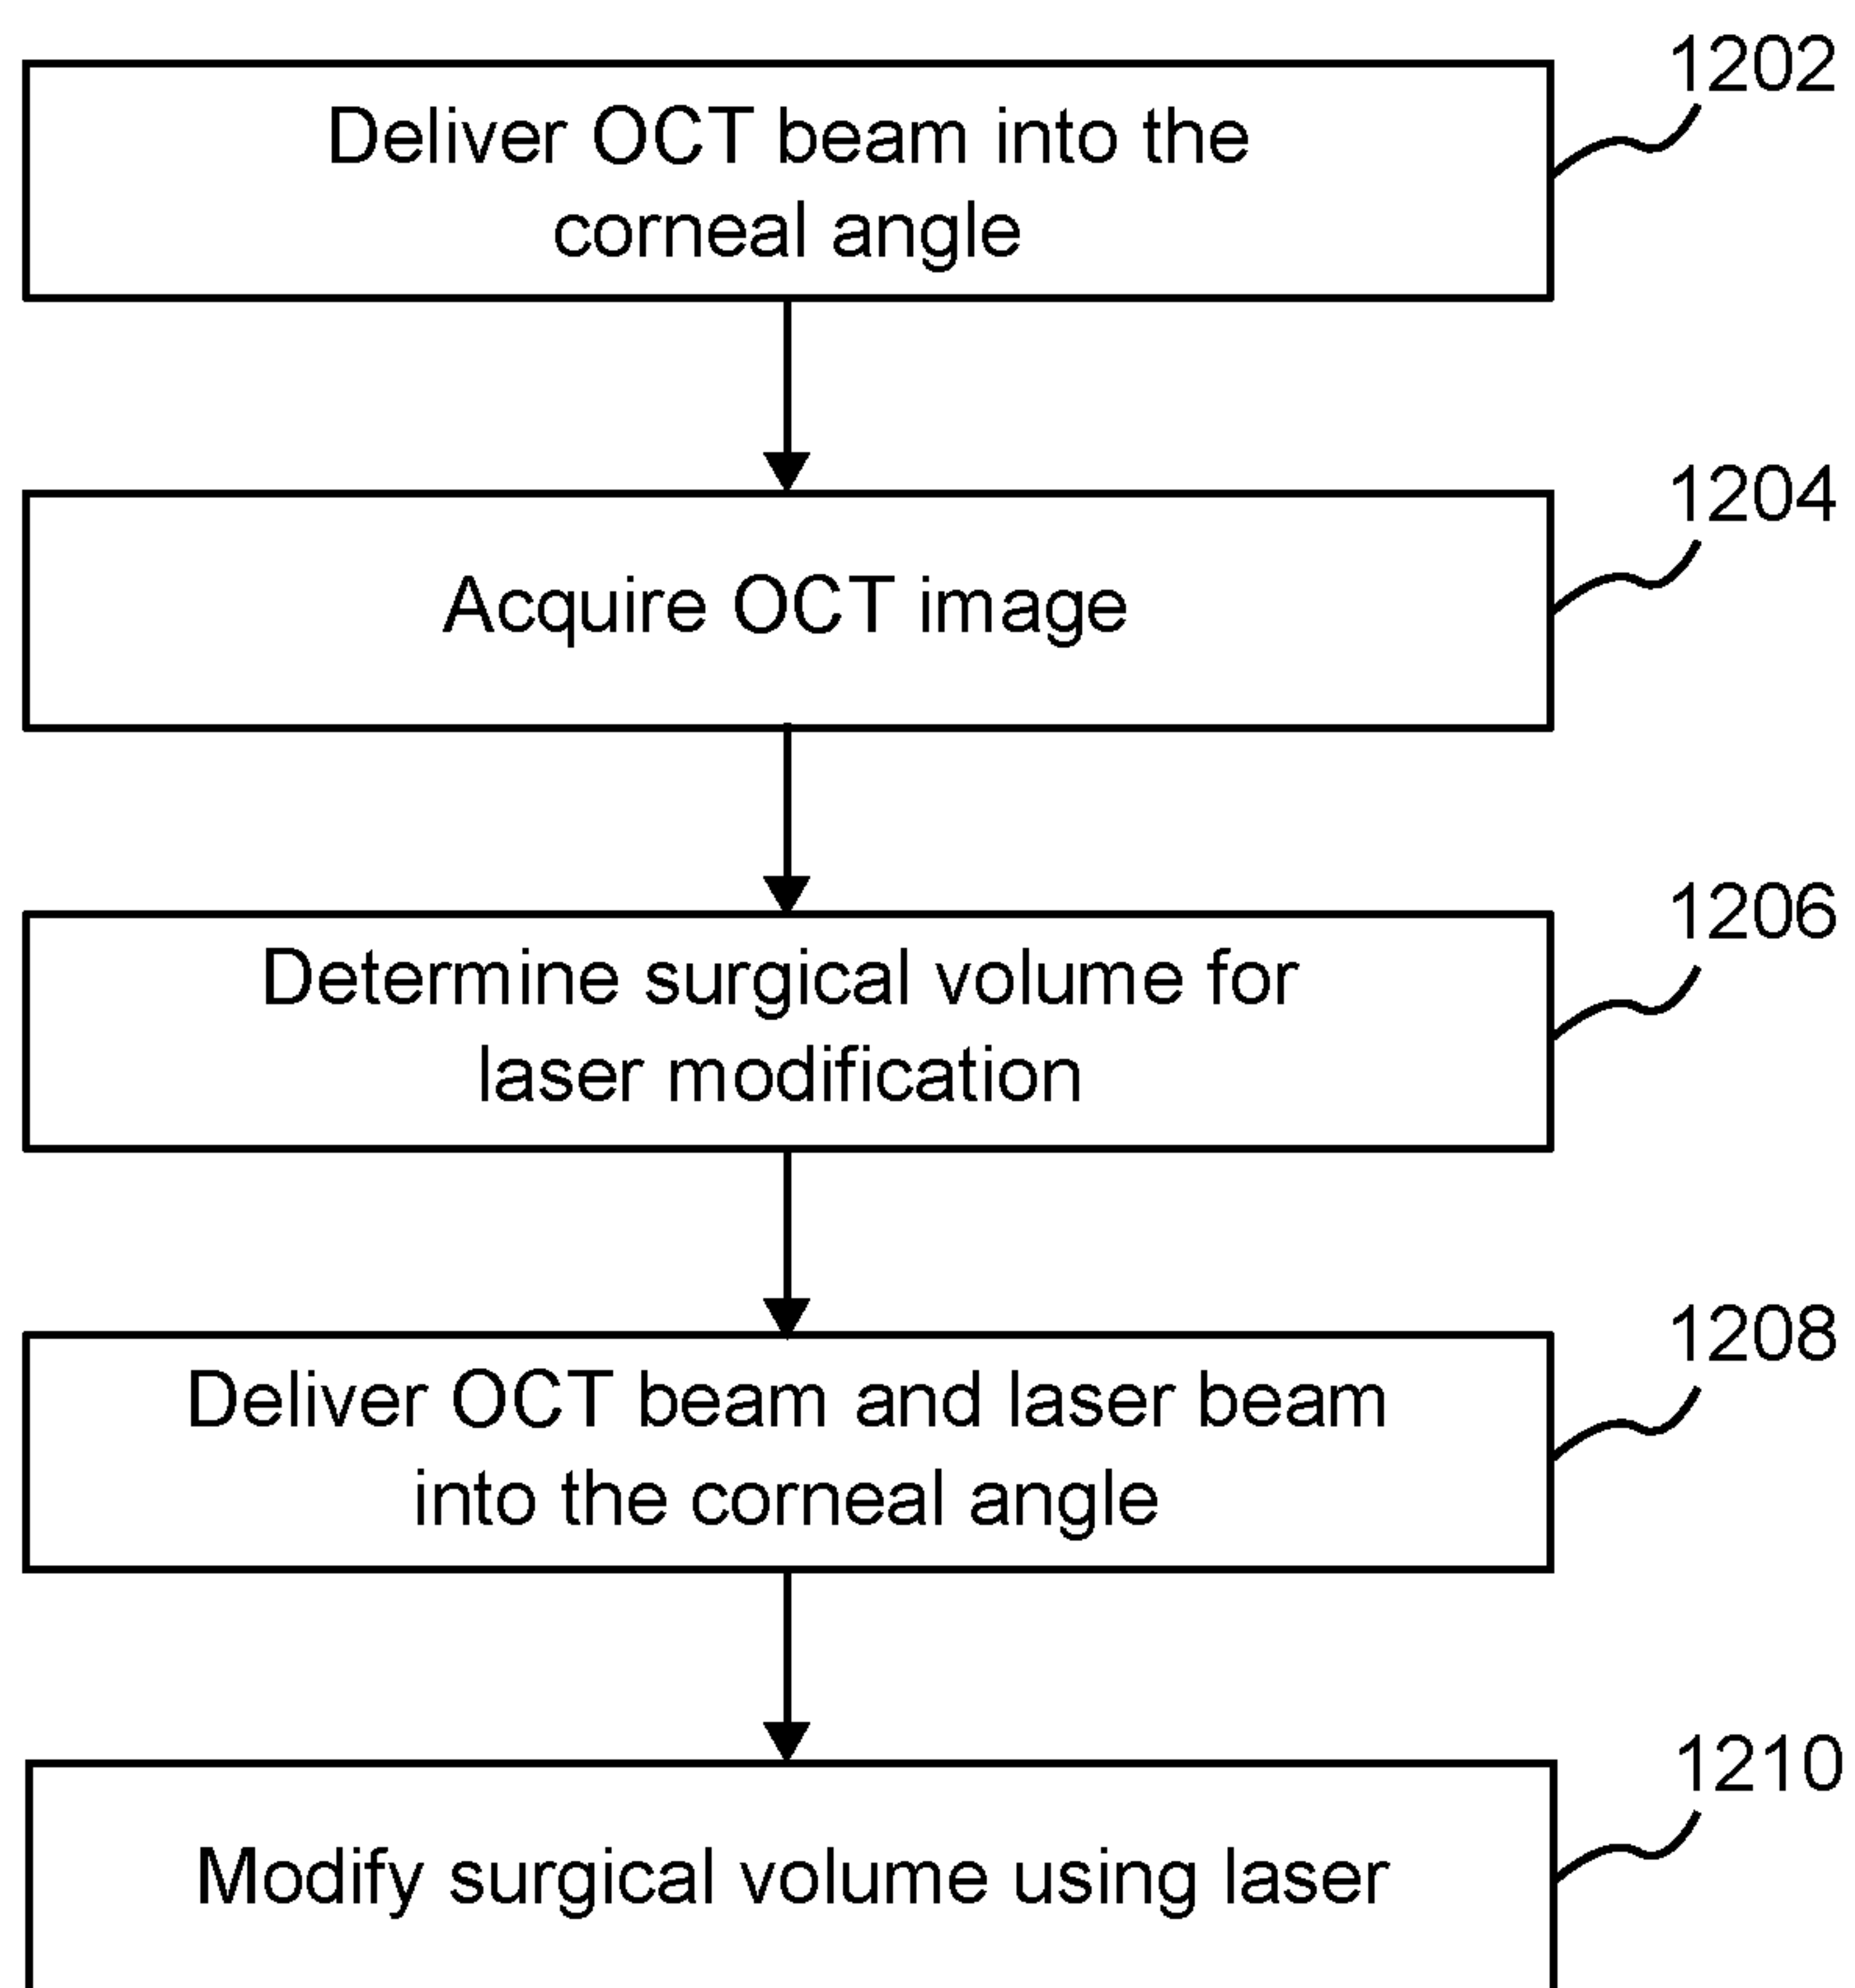 1202
Deliver OCT beam into the
corneal angle
1204
Acquire OCT image
1206
Determine surgical volume for
laser modification
1208
Deliver OCT beam and laser beam
into the corneal angle
1210
Modify surgical volume using laser